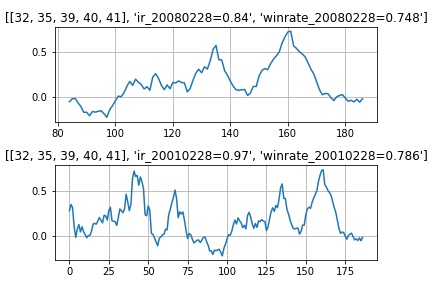 [[32, 35, 39, 40, 41], 'ir_20080228=0.84', 'winrate_20080228=0.748']
0.5
0.0
80 100 120 140 160 180
[[32, 35, 39, 40, 41], 'ir_20010228=0.97', 'winrate_20010228=0.786']
0.5
0.0
0 25 50 75 100 125 150 175